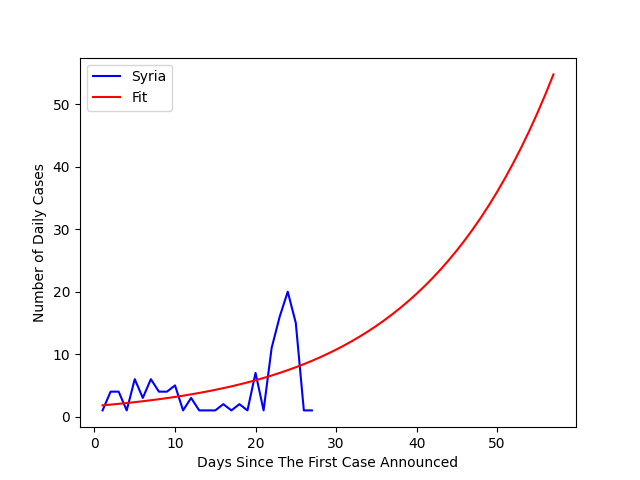 Syria
Fit
Number of Daily Cases
50
40
30
20
10
0
0 10 20 30 40 50
Days Since The First Case Announced